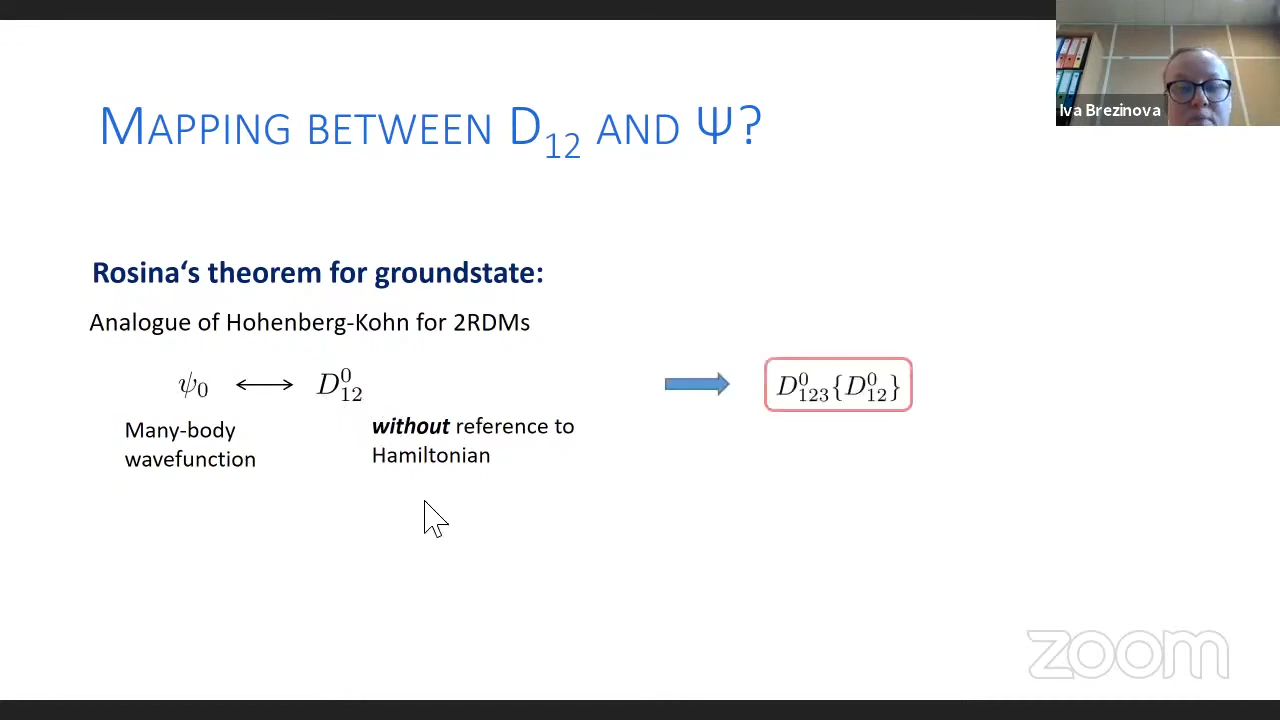 Iva Brezinova
MAPPING BETWEEN D₁₂ AND Ψ?
Rosina‘s theorem for groundstate:
Analogue of Hohenberg-Kohn for 2RDMs
ψ₀ ⟷ D⁰₁₂ D⁰₁₂₃{D⁰₁₂}
Many-body
wavefunction
without reference to
Hamiltonian
zoom